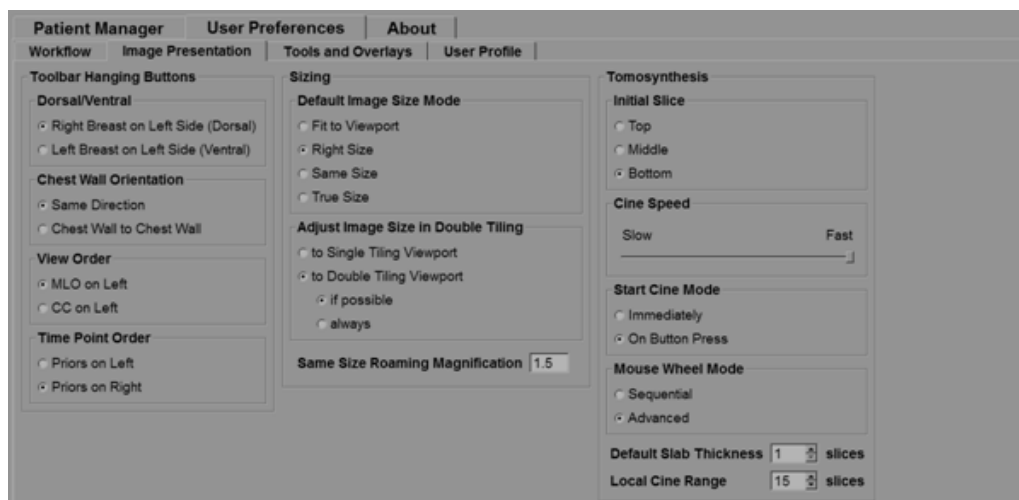 Patient Manager User Preferences About
Workflow Image Presentation Tools and Overlays User Profile
Toolbar Hanging Buttons
Dorsal/Ventral
Right Breast on Left Side (Dorsal)
Left Breast on Left Side (Ventral)
Chest Wall Orientation
Same Direction
Chest Wall to Chest Wall
View Order
MLO on Left
CC on Left
Time Point Order
Priors on Left
Priors on Right
Sizing
Default Image Size Mode
Fit to Viewport
Right Size
Same Size
True Size
Adjust Image Size in Double Tiling
to Single Tiling Viewport
to Double Tiling Viewport
if possible
always
Same Size Roaming Magnification 1.5
Tomosynthesis
Initial Slice
Top
Middle
Bottom
Cine Speed
Slow Fast
Start Cine Mode
Immediately
On Button Press
Mouse Wheel Mode
Sequential
Advanced
Default Slab Thickness 1 slices
Local Cine Range 15 slices